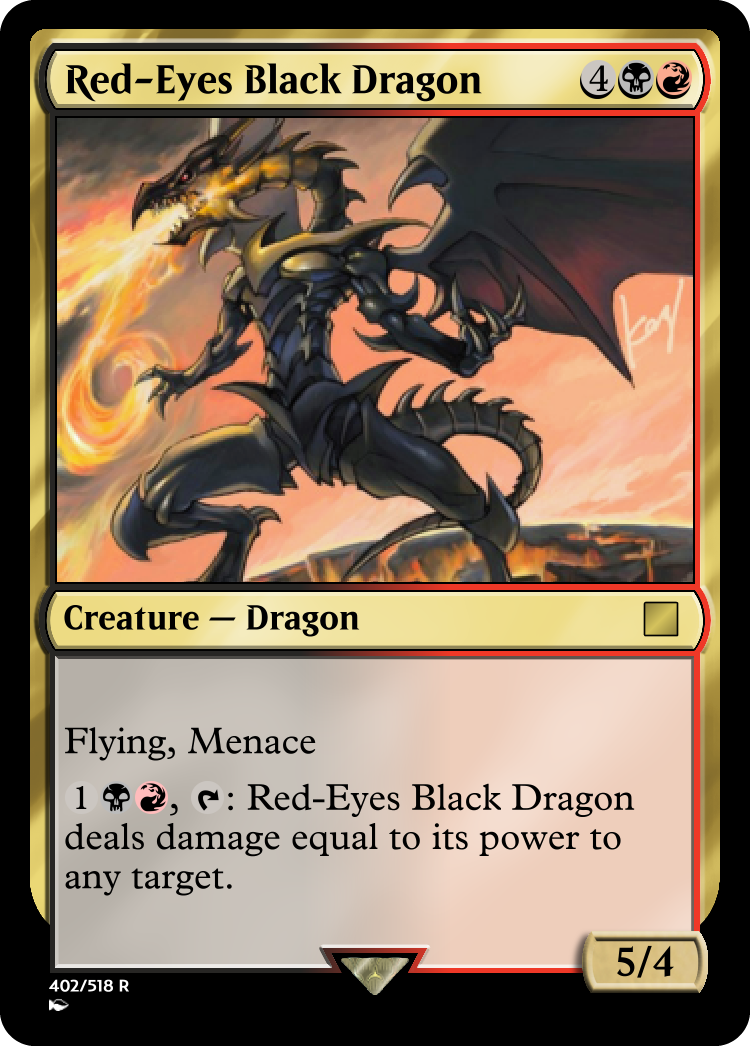 Red-Eyes Black Dragon 4
Creature — Dragon
Flying, Menace
1 , : Red-Eyes Black Dragon
deals damage equal to its power to
any target.
5/4
402/518 R